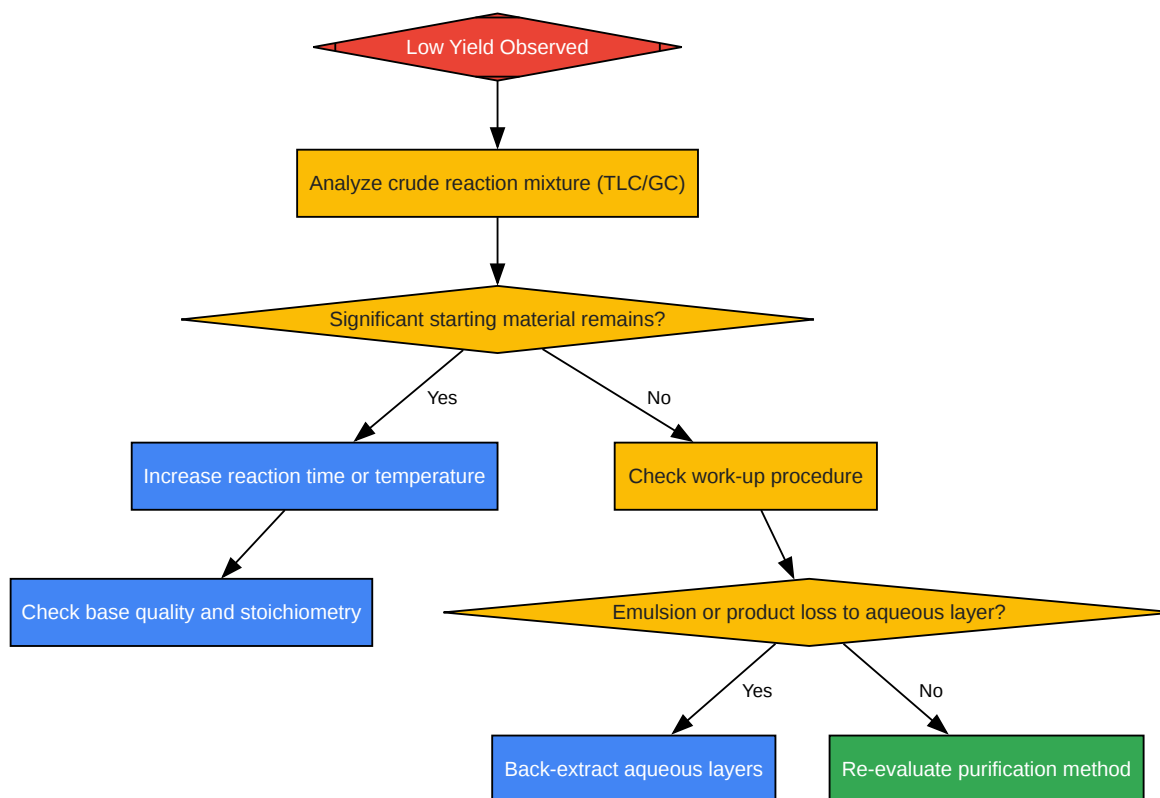 Low Yield Observed
Analyze crude reaction mixture (TLC/GC)
Significant starting material remains?
Yes
No
Increase reaction time or temperature
Check work-up procedure
Check base quality and stoichiometry
Emulsion or product loss to aqueous layer?
Yes
No
Back-extract aqueous layers
Re-evaluate purification method